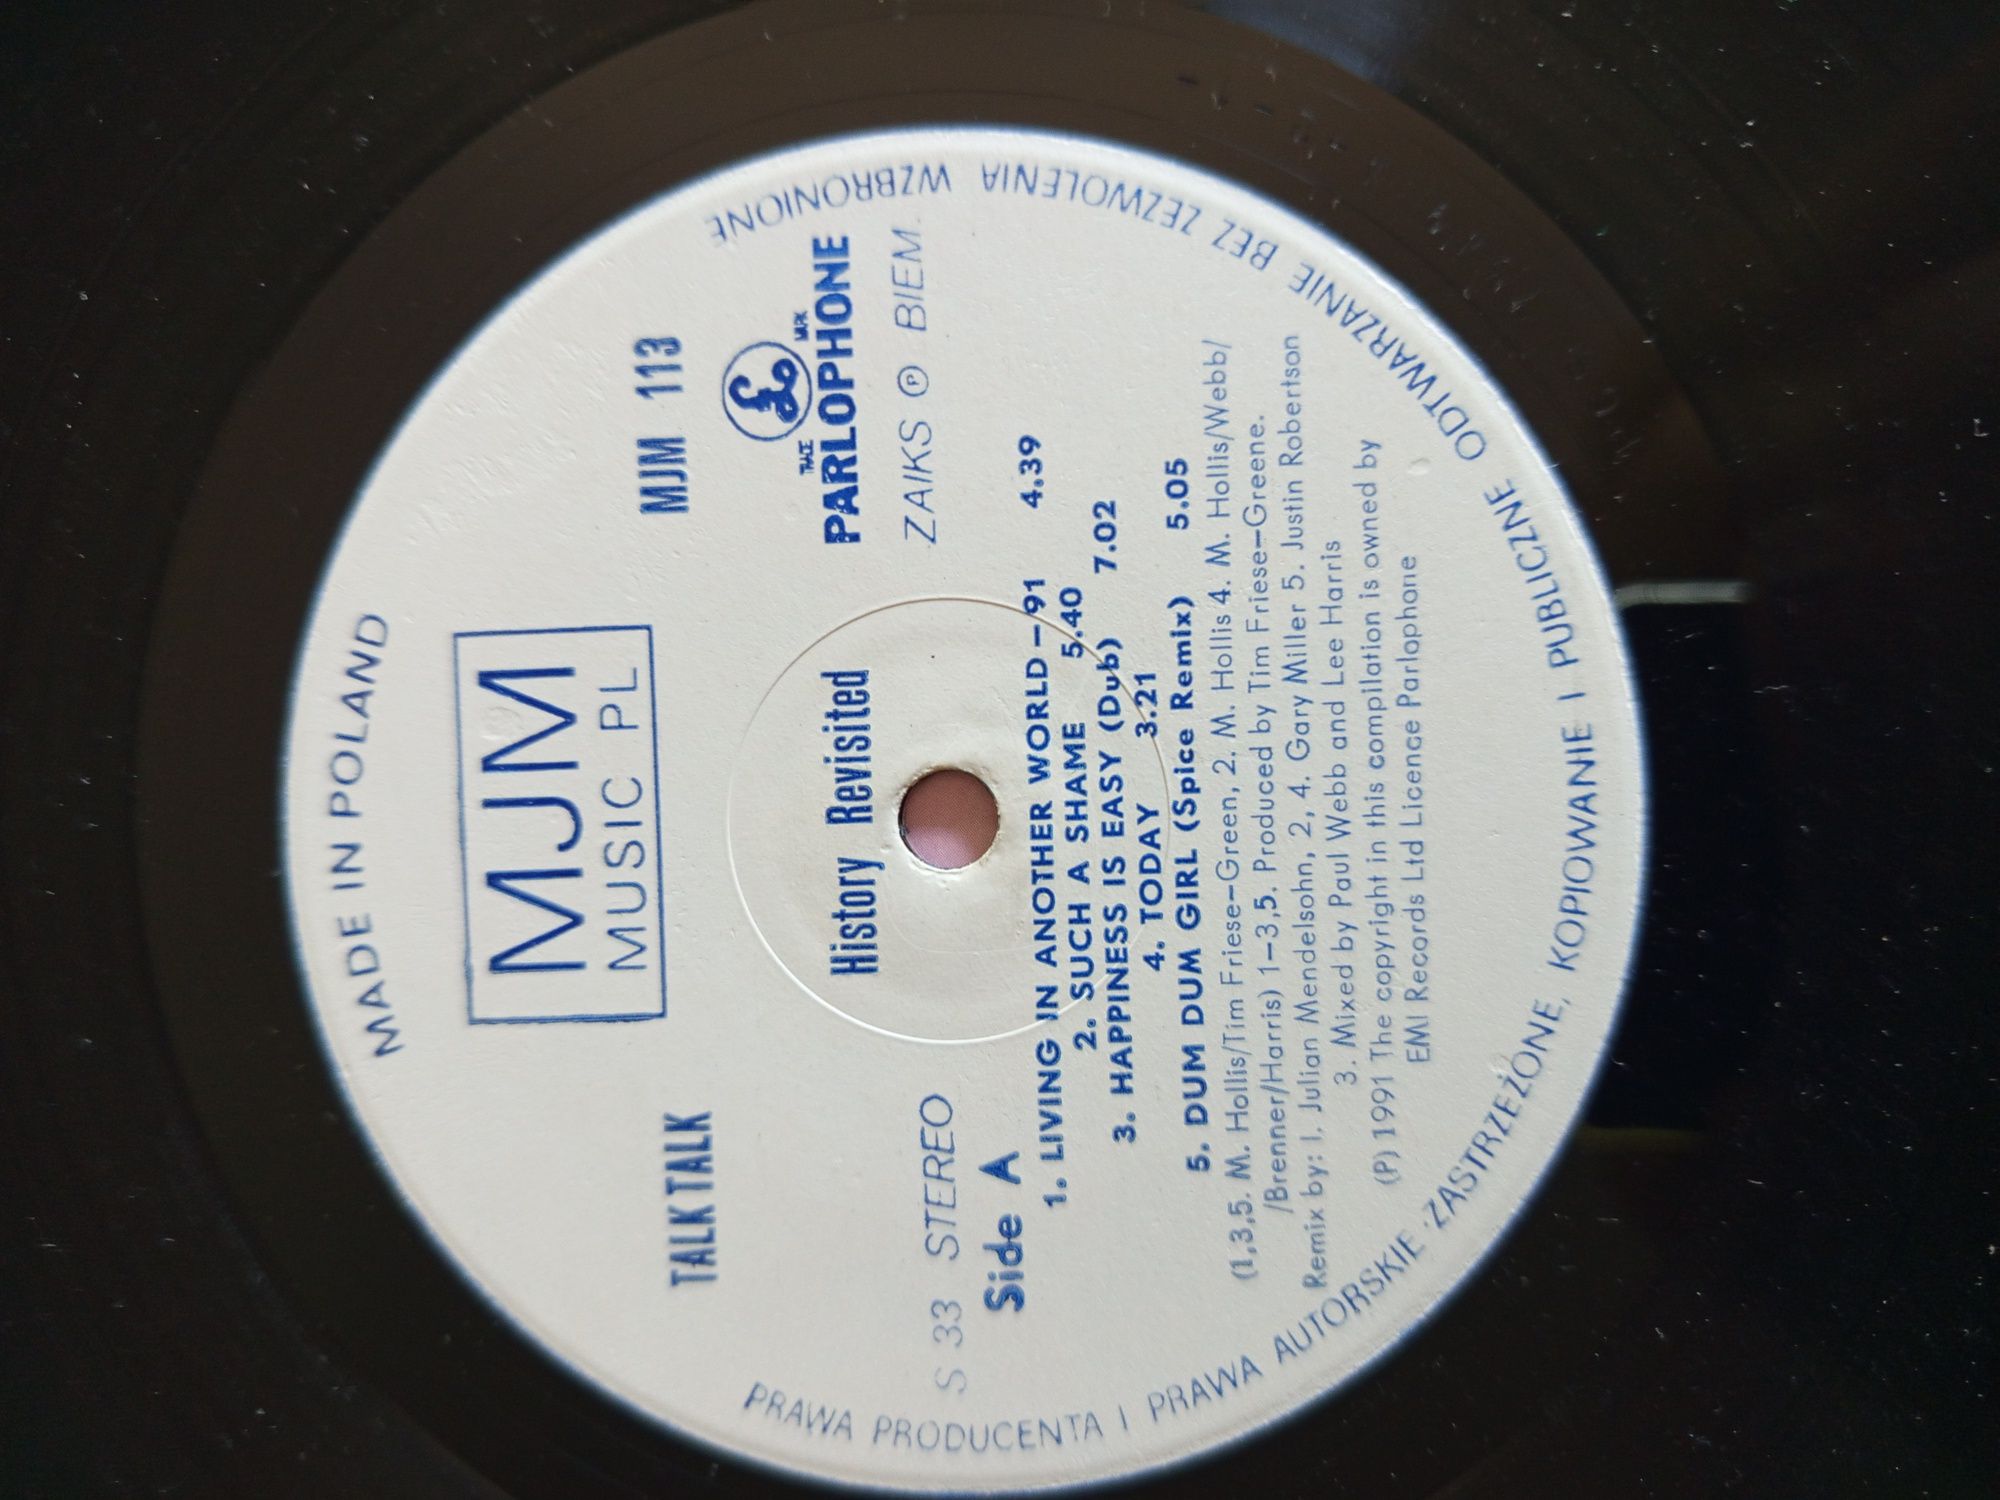 MADE IN POLAND
MJM
MUSIC PL
TALK TALK
MJM 113
TRADE MARK
PARLOPHONE
History Revisited
S 33 STEREO
ZAIKS Ⓟ BIEM.
Side A
1. LIVING IN ANOTHER WORLD—91 4.39
2. SUCH A SHAME 5.40
3. HAPPINESS IS EASY (Dub) 7.02
4. TODAY 3.21
5. DUM DUM GIRL (Spice Remix) 5.05
(1,3,5. M. Hollis/Tim Friese—Green, 2. M. Hollis 4. M. Hollis/Webb/
/Brenner/Harris) 1—3,5. Produced by Tim Friese—Greene.
Remix by: I. Julian Mendelsohn, 2, 4. Gary Miller 5. Justin Robertson
3. Mixed by Paul Webb and Lee Harris
(P) 1991 The copyright in this compilation is owned by
EMI Records Ltd Licence Parlophone
PRAWA PRODUCENTA I PRAWA AUTORSKIE ZASTRZEŻONE, KOPIOWANIE I PUBLICZNE ODTWARZANIE BEZ ZEZWOLENIA WZBRONIONE